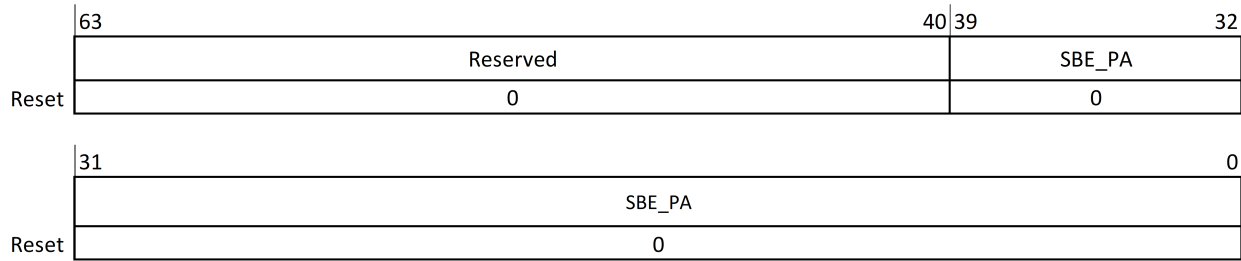 63 40 39 32
Reserved SBE_PA
Reset 0 0
31 0
SBE_PA
Reset 0